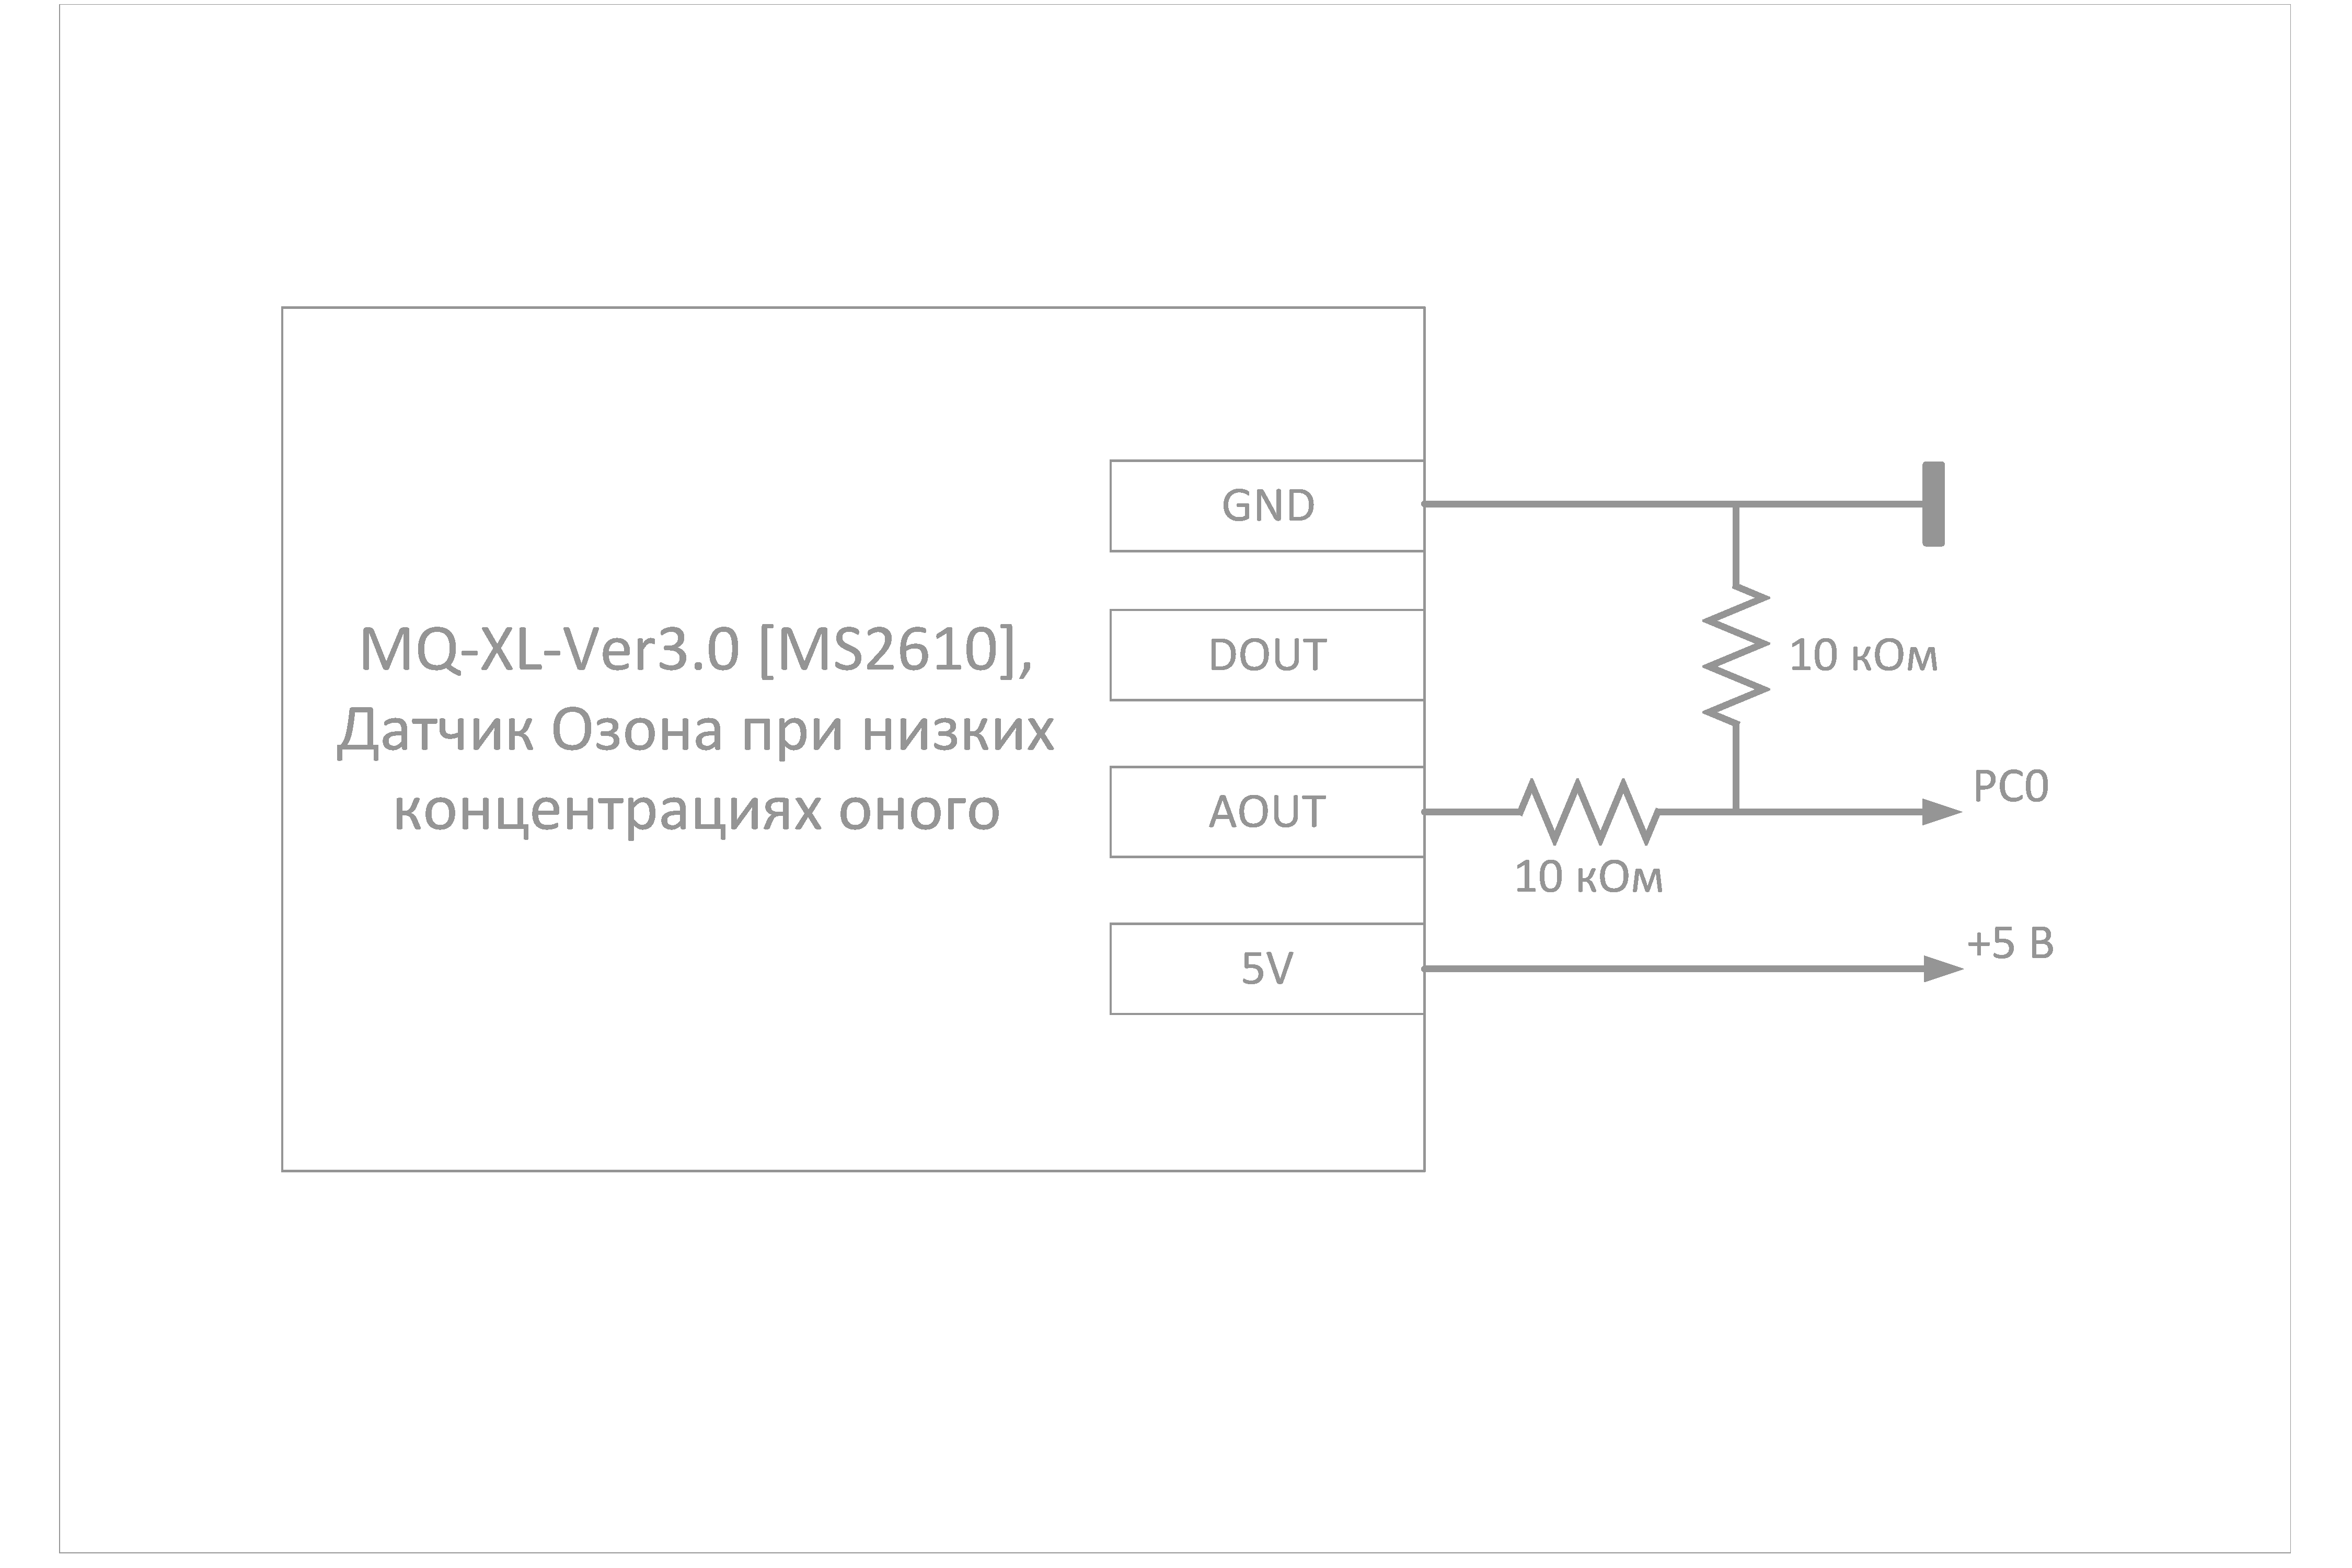 MQ-XL-Ver3.0 [MS2610],
Датчик Озона при низких
концентрациях оного
GND
DOUT
AOUT
5V
10 кОм
10 кОм
PC0
+5 В